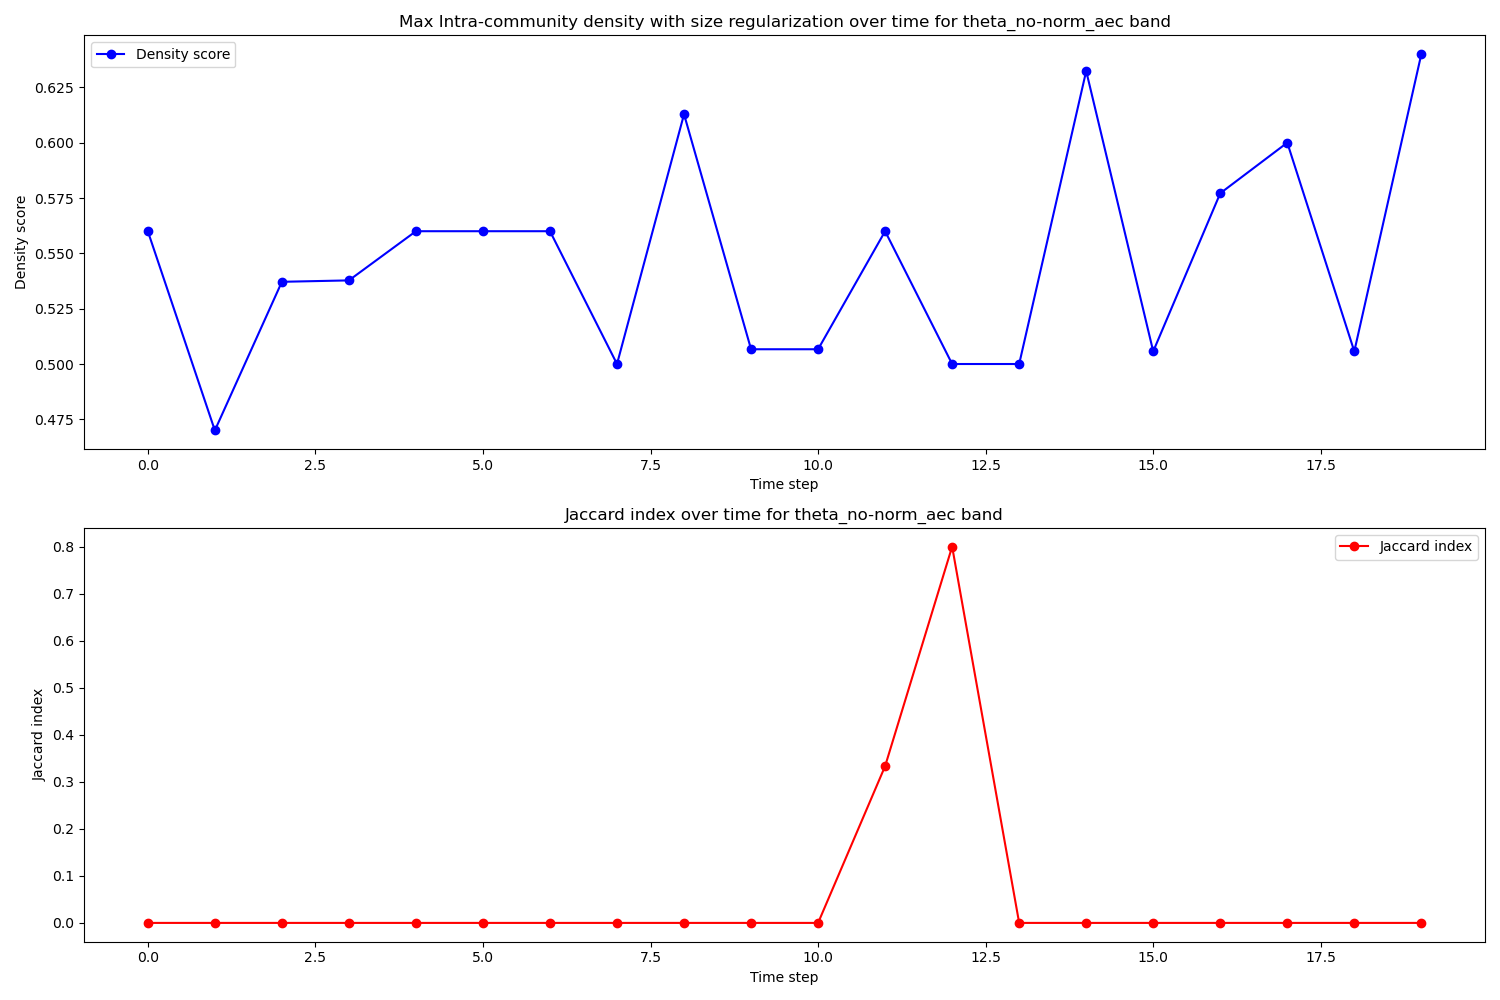 Max Intra-community density with size regularization over time for theta_no-norm_aec band
Density score
Density score
0.625
0.600
0.575
0.550
0.525
0.500
0.475
0.0 2.5 5.0 7.5 10.0 12.5 15.0 17.5
Time step
Jaccard index over time for theta_no-norm_aec band
Jaccard index
Jaccard index
0.8
0.7
0.6
0.5
0.4
0.3
0.2
0.1
0.0
0.0 2.5 5.0 7.5 10.0 12.5 15.0 17.5
Time step